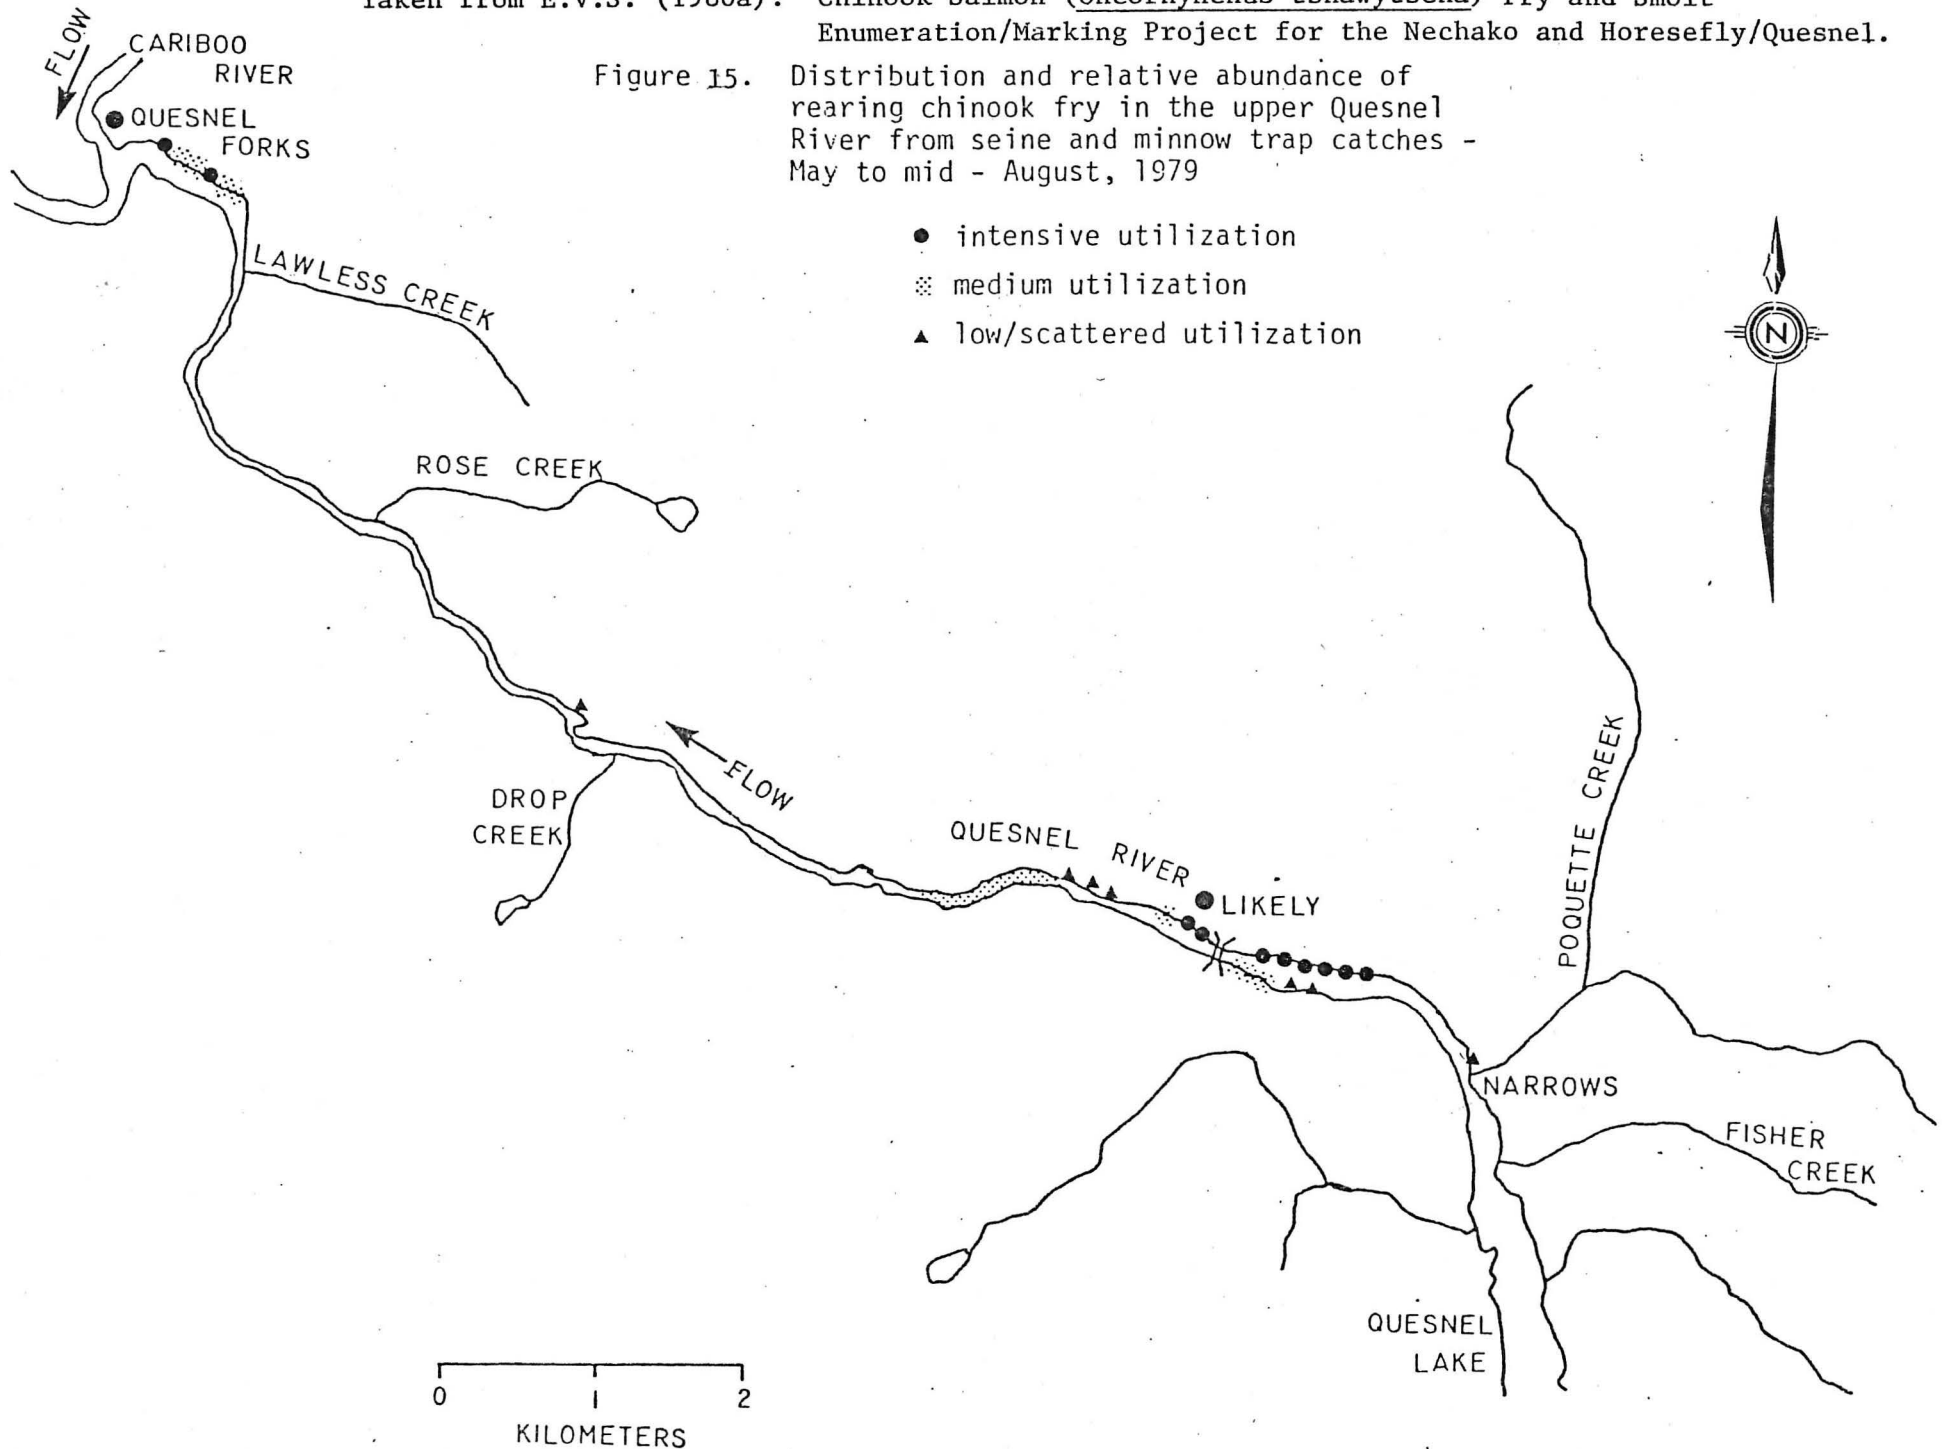 Enumeration/Marking Project for the Nechako and Horesefly/Quesnel.
Figure 15. Distribution and relative abundance of
rearing chinook fry in the upper Quesnel
River from seine and minnow trap catches -
May to mid - August, 1979
● intensive utilization
medium utilization
▲ low/scattered utilization
FLOW
CARIBOO
RIVER
QUESNEL
FORKS
N
LAWLESS CREEK
ROSE CREEK
FLOW
DROP
CREEK
QUESNEL RIVER
LIKELY
POQUETTE CREEK
NARROWS
FISHER
CREEK
QUESNEL
LAKE
0 1 2
KILOMETERS